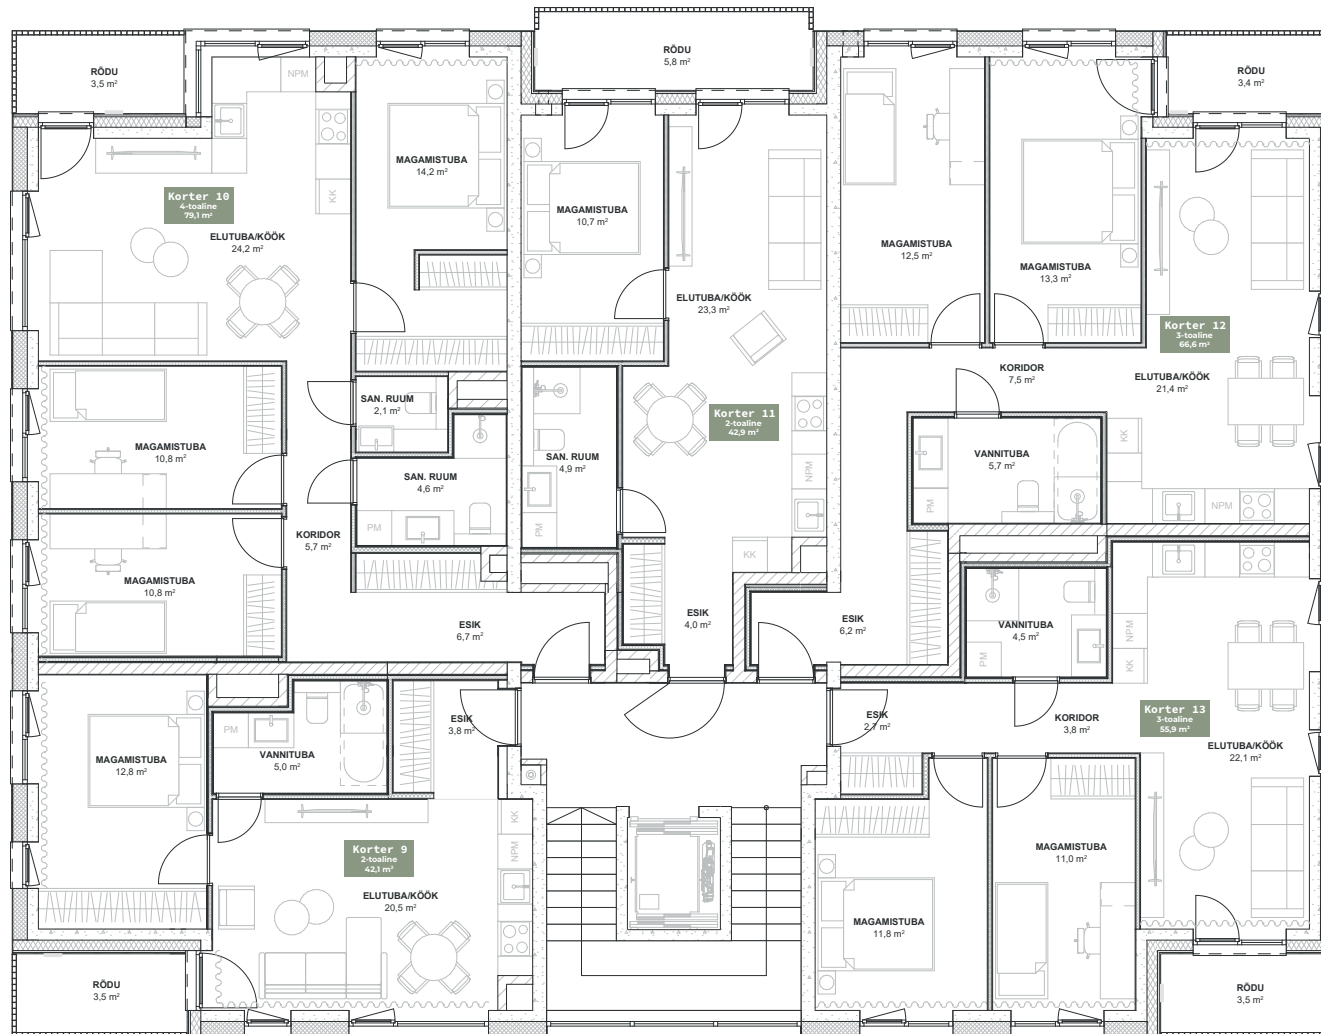 RÕDU
3,5 m²
RÕDU
5,8 m²
RÕDU
3,4 m²
NPM
KK
MAGAMISTUBA
14,2 m²
Korter 10
4-toaline
79,1 m²
ELUTUBA/KÖÖK
24,2 m²
MAGAMISTUBA
10,7 m²
ELUTUBA/KÖÖK
23,3 m²
MAGAMISTUBA
12,5 m²
MAGAMISTUBA
13,3 m²
Korter 12
3-toaline
66,6 m²
ELUTUBA/KÖÖK
21,4 m²
KORIDOR
7,5 m²
SAN. RUUM
2,1 m²
Korter 11
2-toaline
42,9 m²
MAGAMISTUBA
10,8 m²
SAN. RUUM
4,6 m²
PM
SAN. RUUM
4,9 m²
PM
NPM
KK
VANNITUBA
5,7 m²
PM
KK
NPM
KORIDOR
5,7 m²
MAGAMISTUBA
10,8 m²
ESIK
6,7 m²
ESIK
4,0 m²
ESIK
6,2 m²
VANNITUBA
4,5 m²
PM
NPM
KK
MAGAMISTUBA
12,8 m²
PM
VANNITUBA
5,0 m²
ESIK
3,8 m²
ESIK
2,7 m²
KORIDOR
3,8 m²
Korter 13
3-toaline
55,9 m²
ELUTUBA/KÖÖK
22,1 m²
KK
NPM
Korter 9
2-toaline
42,1 m²
ELUTUBA/KÖÖK
20,5 m²
MAGAMISTUBA
11,0 m²
MAGAMISTUBA
11,8 m²
RÕDU
3,5 m²
RÕDU
3,5 m²